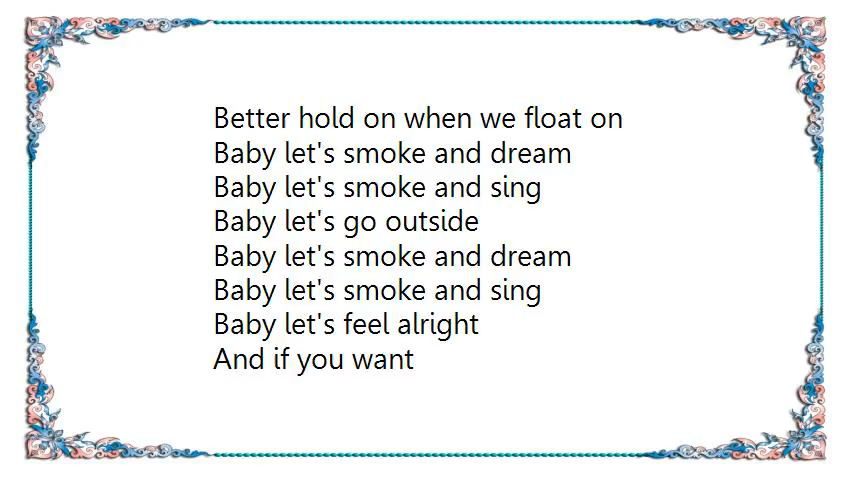 Better hold on when we float on
Baby let's smoke and dream
Baby let's smoke and sing
Baby let's go outside
Baby let's smoke and dream
Baby let's smoke and sing
Baby let's feel alright
And if you want